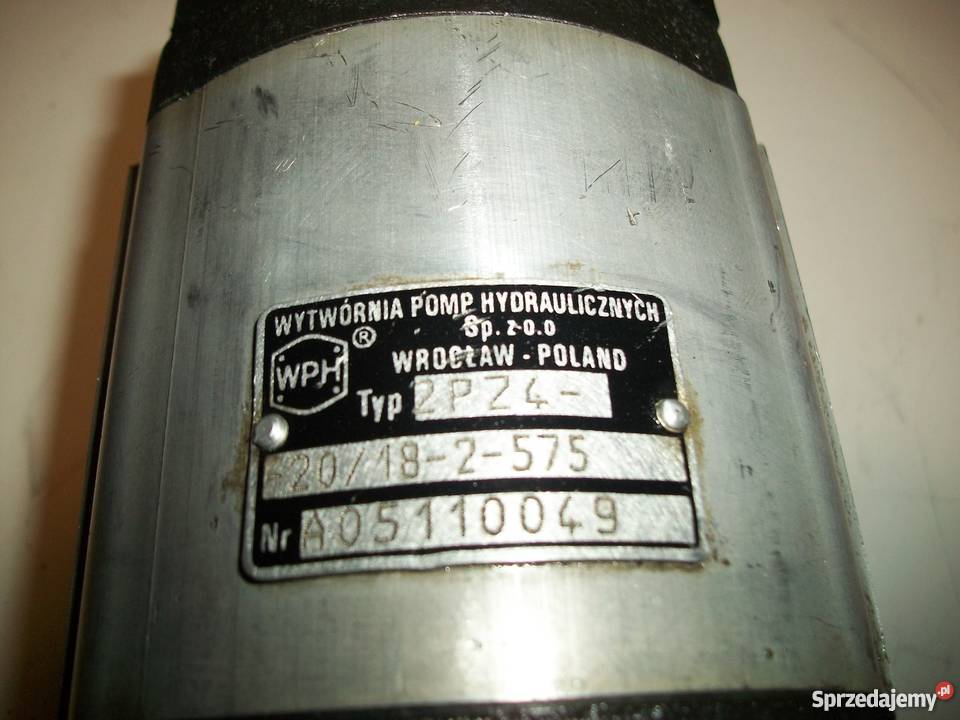 WYTWÓRNIA POMP HYDRAULICZNYCH
Sp. z o.o
WPH ® WROCŁAW - POLAND
Typ 2PZ4-
-20/18-2-575
Nr A05110049
Sprzedajemy.pl